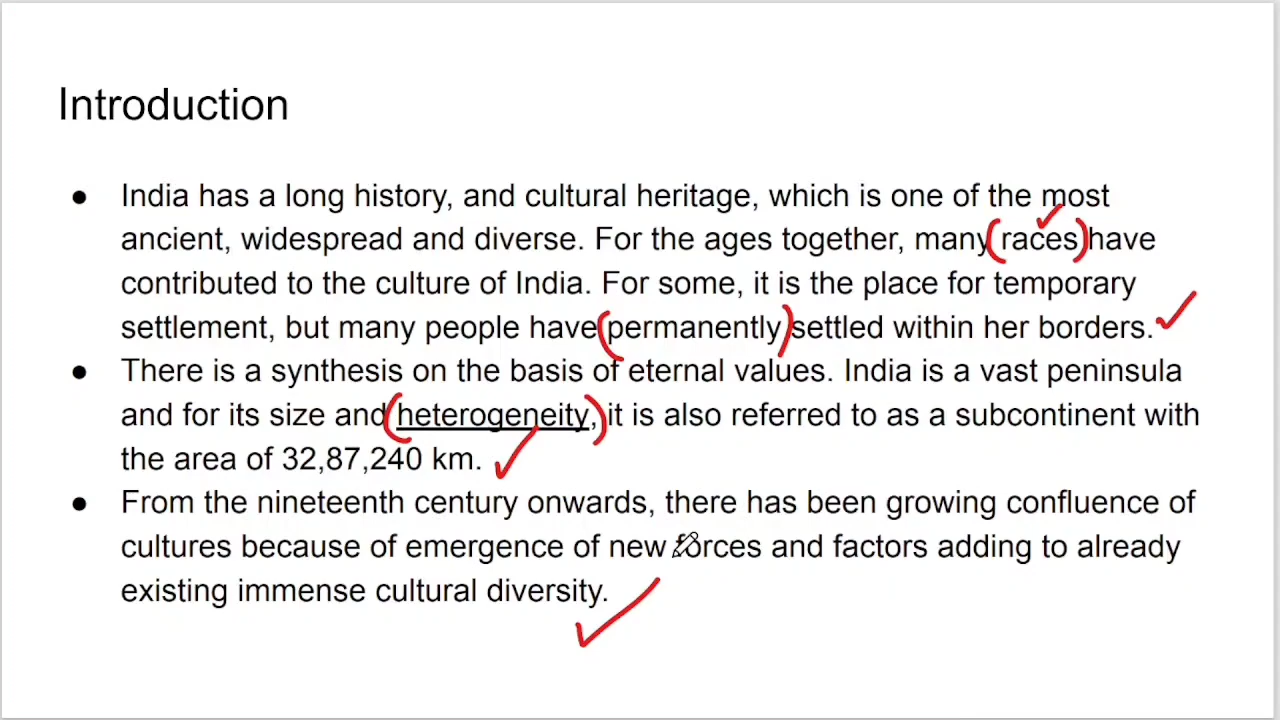 Introduction
● India has a long history, and cultural heritage, which is one of the most
ancient, widespread and diverse. For the ages together, many races have
contributed to the culture of India. For some, it is the place for temporary
settlement, but many people have permanently settled within her borders.
● There is a synthesis on the basis of eternal values. India is a vast peninsula
and for its size and heterogeneity, it is also referred to as a subcontinent with
the area of 32,87,240 km.
● From the nineteenth century onwards, there has been growing confluence of
cultures because of emergence of new forces and factors adding to already
existing immense cultural diversity.